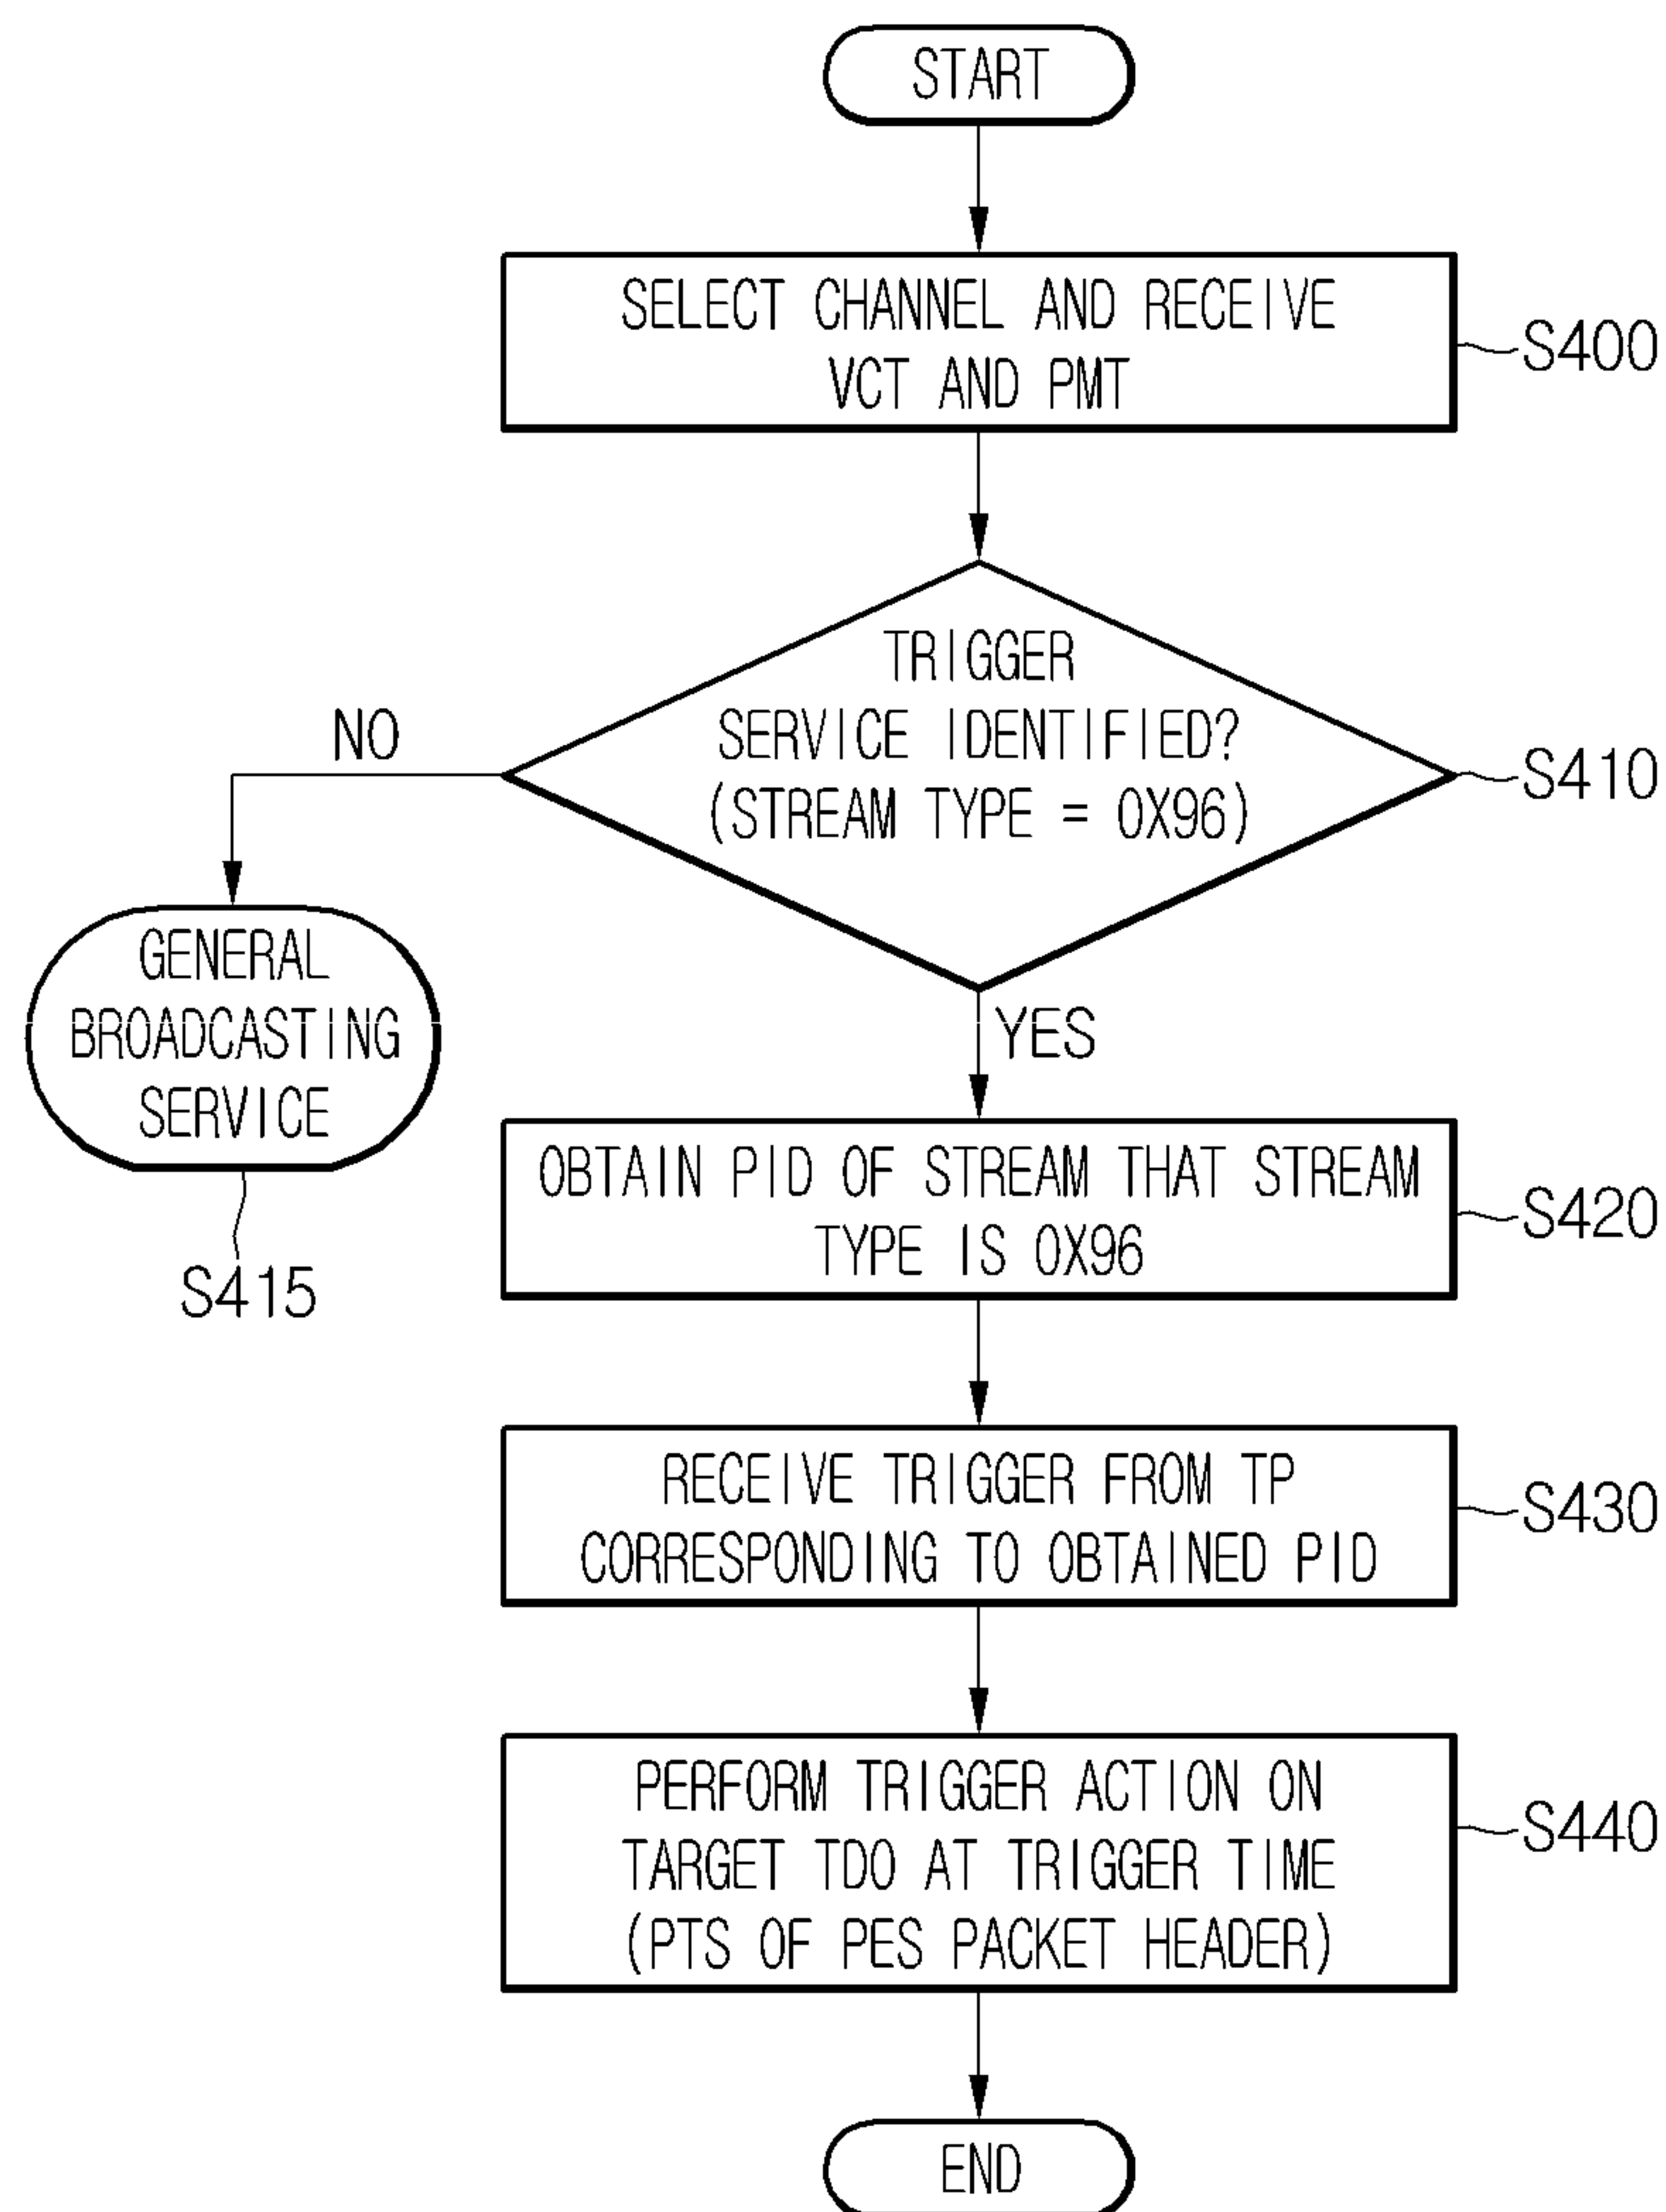 START
SELECT CHANNEL AND RECEIVE
VCT AND PMT
S400
TRIGGER
SERVICE IDENTIFIED?
(STREAM TYPE = 0X96)
S410
NO
GENERAL
BROADCASTING
SERVICE
S415
YES
OBTAIN PID OF STREAM THAT STREAM
TYPE IS 0X96
S420
RECEIVE TRIGGER FROM TP
CORRESPONDING TO OBTAINED PID
S430
PERFORM TRIGGER ACTION ON
TARGET TDO AT TRIGGER TIME
(PTS OF PES PACKET HEADER)
S440
END